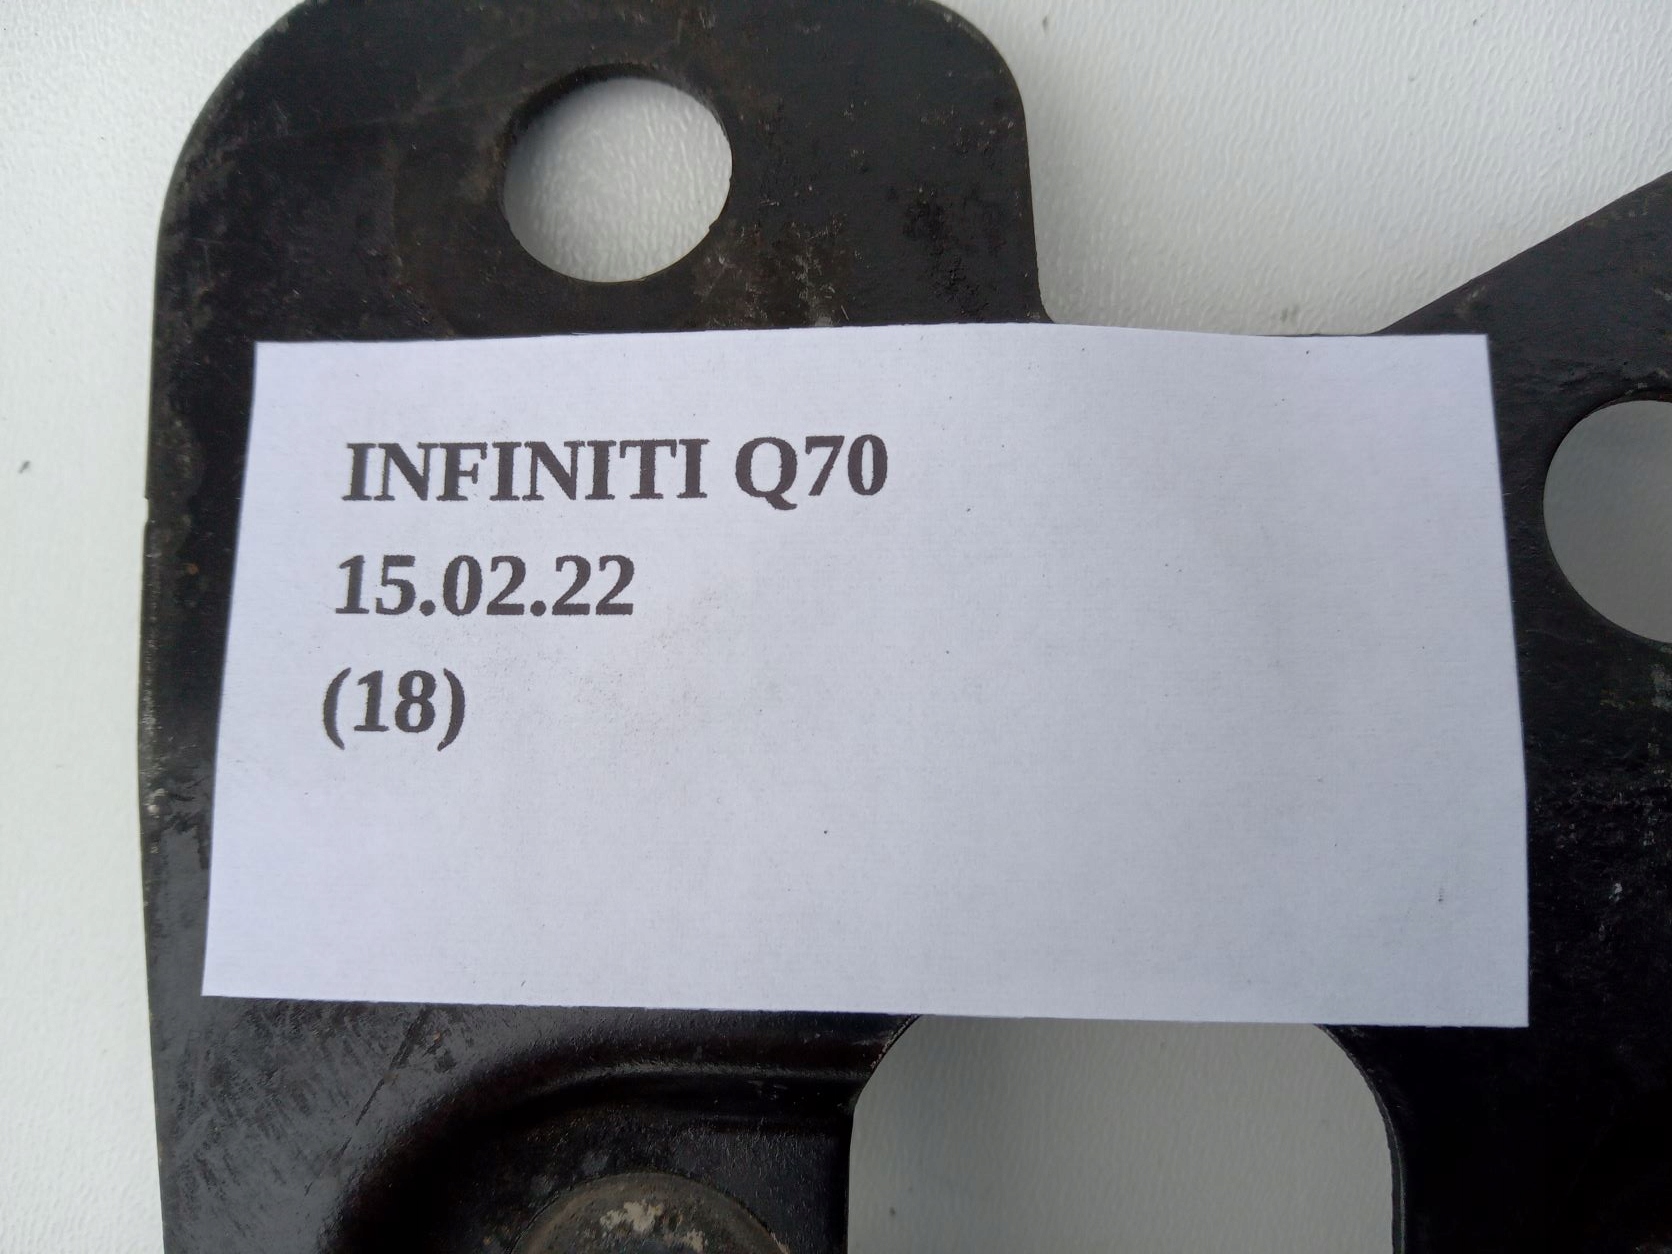 INFINITI Q70
15.02.22
(18)